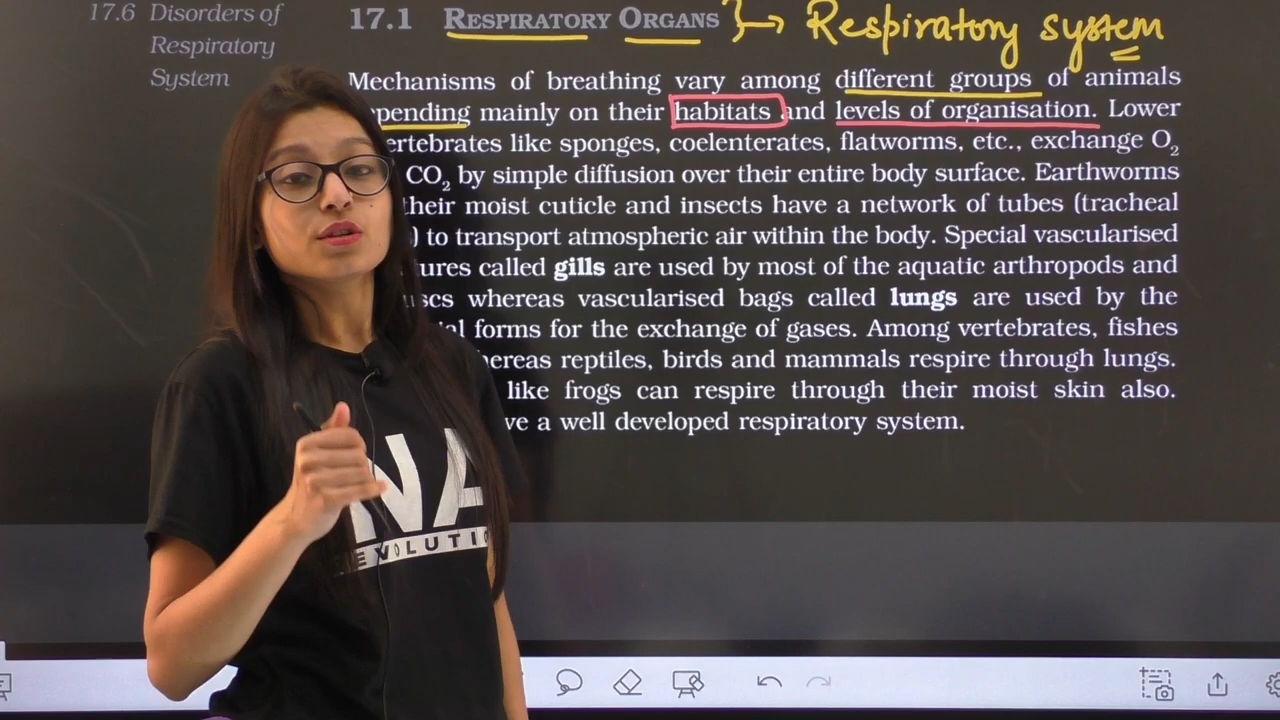 17.6 Disorders of
Respiratory
System
17.1 RESPIRATORY ORGANS Respiratory system
Mechanisms of breathing vary among different groups of animals
pending mainly on their habitats and levels of organisation. Lower
ertebrates like sponges, coelenterates, flatworms, etc., exchange O₂
CO₂ by simple diffusion over their entire body surface. Earthworms
their moist cuticle and insects have a network of tubes (tracheal
) to transport atmospheric air within the body. Special vascularised
ures called gills are used by most of the aquatic arthropods and
uscs whereas vascularised bags called lungs are used by the
al forms for the exchange of gases. Among vertebrates, fishes
hereas reptiles, birds and mammals respire through lungs.
like frogs can respire through their moist skin also.
ve a well developed respiratory system.
NA
EVOLUTIO